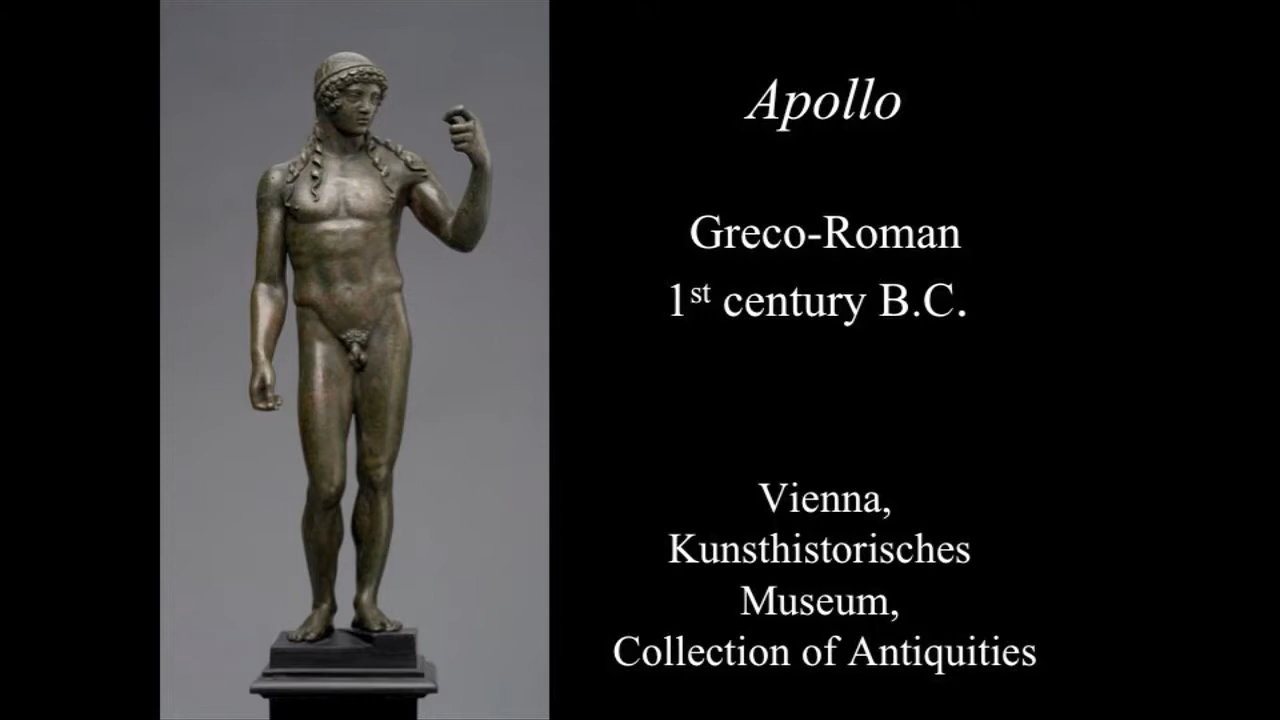 Apollo
Greco-Roman
1st century B.C.
Vienna,
Kunsthistorisches
Museum,
Collection of Antiquities